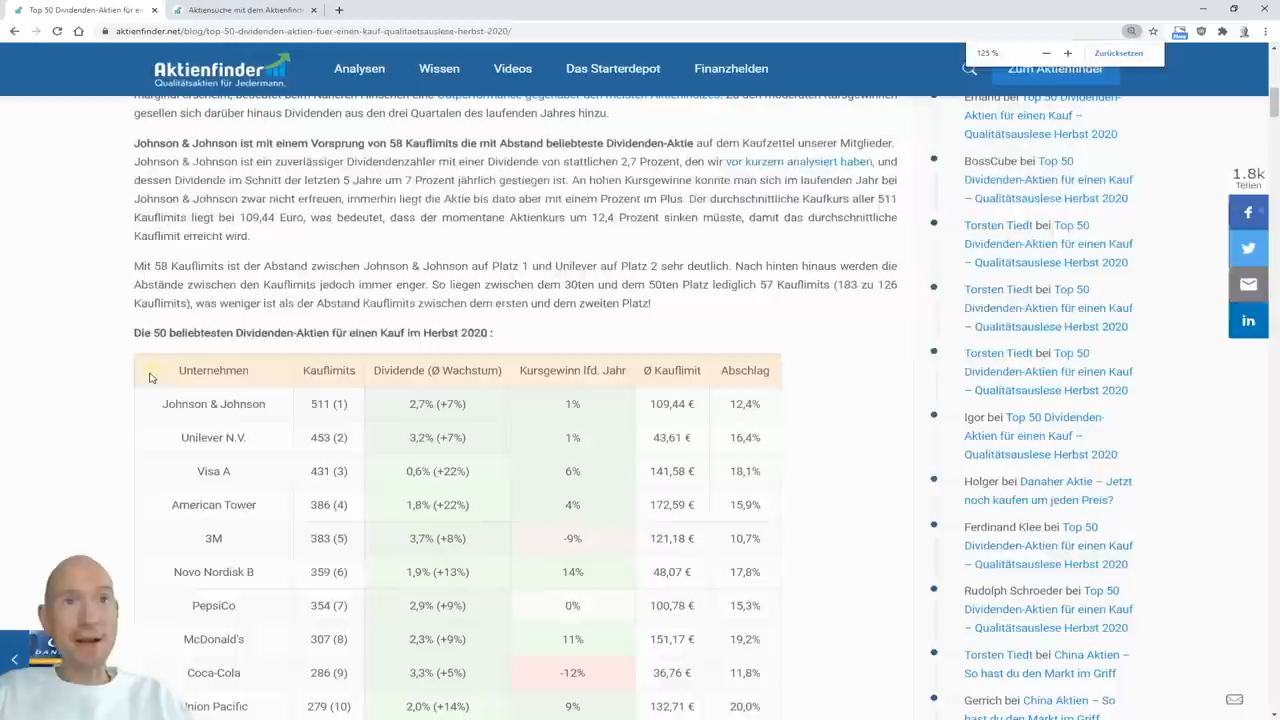 Top 50 Dividenden-Aktien für ei
Aktiensuche mit dem Aktienfind
aktienfinder.net/blog/top-50-dividenden-aktien-fuer-einen-kauf-qualitaetsauslese-herbst-2020/
125 %
Zurücksetzen
Aktienfinder
Qualitätsaktien für Jedermann.
Analysen
Wissen
Videos
Das Starterdepot
Finanzhelden
Zum Aktienfinder
gesellen sich darüber hinaus Dividenden aus den drei Quartalen des laufenden Jahres hinzu.
Johnson & Johnson ist mit einem Vorsprung von 58 Kauflimits die mit Abstand beliebteste Dividenden-Aktie auf dem Kaufzettel unserer Mitglieder.
Johnson & Johnson ist ein zuverlässiger Dividendenzahler mit einer Dividende von stattlichen 2,7 Prozent, den wir vor kurzem analysiert haben, und
dessen Dividende im Schnitt der letzten 5 Jahre um 7 Prozent jährlich gestiegen ist. An hohen Kursgewinne konnte man sich im laufenden Jahr bei
Johnson & Johnson zwar nicht erfreuen, immerhin liegt die Aktie bis dato aber mit einem Prozent im Plus. Der durchschnittliche Kaufkurs aller 511
Kauflimits liegt bei 109,44 Euro, was bedeutet, dass der momentane Aktienkurs um 12,4 Prozent sinken müsste, damit das durchschnittliche
Kauflimit erreicht wird.
Mit 58 Kauflimits ist der Abstand zwischen Johnson & Johnson auf Platz 1 und Unilever auf Platz 2 sehr deutlich. Nach hinten hinaus werden die
Abstände zwischen den Kauflimits jedoch immer enger. So liegen zwischen dem 30ten und dem 50ten Platz lediglich 57 Kauflimits (183 zu 126
Kauflimits), was weniger ist als der Abstand Kauflimits zwischen dem ersten und dem zweiten Platz!
Die 50 beliebtesten Dividenden-Aktien für einen Kauf im Herbst 2020 :
Unternehmen Kauflimits Dividende (Ø Wachstum) Kursgewinn lfd. Jahr Ø Kauflimit Abschlag
Johnson & Johnson 511 (1) 2,7% (+7%) 1% 109,44 € 12,4%
Unilever N.V. 453 (2) 3,2% (+7%) 1% 43,61 € 16,4%
Visa A 431 (3) 0,6% (+22%) 6% 141,58 € 18,1%
American Tower 386 (4) 1,8% (+22%) 4% 172,59 € 15,9%
3M 383 (5) 3,7% (+8%) -9% 121,18 € 10,7%
Novo Nordisk B 359 (6) 1,9% (+13%) 14% 48,07 € 17,8%
PepsiCo 354 (7) 2,9% (+9%) 0% 100,78 € 15,3%
McDonald's 307 (8) 2,3% (+9%) 11% 151,17 € 19,2%
Coca-Cola 286 (9) 3,3% (+5%) -12% 36,76 € 11,8%
Union Pacific 279 (10) 2,0% (+14%) 9% 132,71 € 20,0%
Erhard bei Top 50 Dividenden-
Aktien für einen Kauf –
Qualitätsauslese Herbst 2020
BossCube bei Top 50
Dividenden-Aktien für einen Kauf
– Qualitätsauslese Herbst 2020
Torsten Tiedt bei Top 50
Dividenden-Aktien für einen Kauf
– Qualitätsauslese Herbst 2020
Torsten Tiedt bei Top 50
Dividenden-Aktien für einen Kauf
– Qualitätsauslese Herbst 2020
Torsten Tiedt bei Top 50
Dividenden-Aktien für einen Kauf
– Qualitätsauslese Herbst 2020
Igor bei Top 50 Dividenden-
Aktien für einen Kauf –
Qualitätsauslese Herbst 2020
Holger bei Danaher Aktie – Jetzt
noch kaufen um jeden Preis?
Ferdinand Klee bei Top 50
Dividenden-Aktien für einen Kauf
– Qualitätsauslese Herbst 2020
Rudolph Schroeder bei Top 50
Dividenden-Aktien für einen Kauf
– Qualitätsauslese Herbst 2020
Torsten Tiedt bei China Aktien –
So hast du den Markt im Griff
Gerrich bei China Aktien – So
hast du den Markt im Griff
1.8k
Teilen